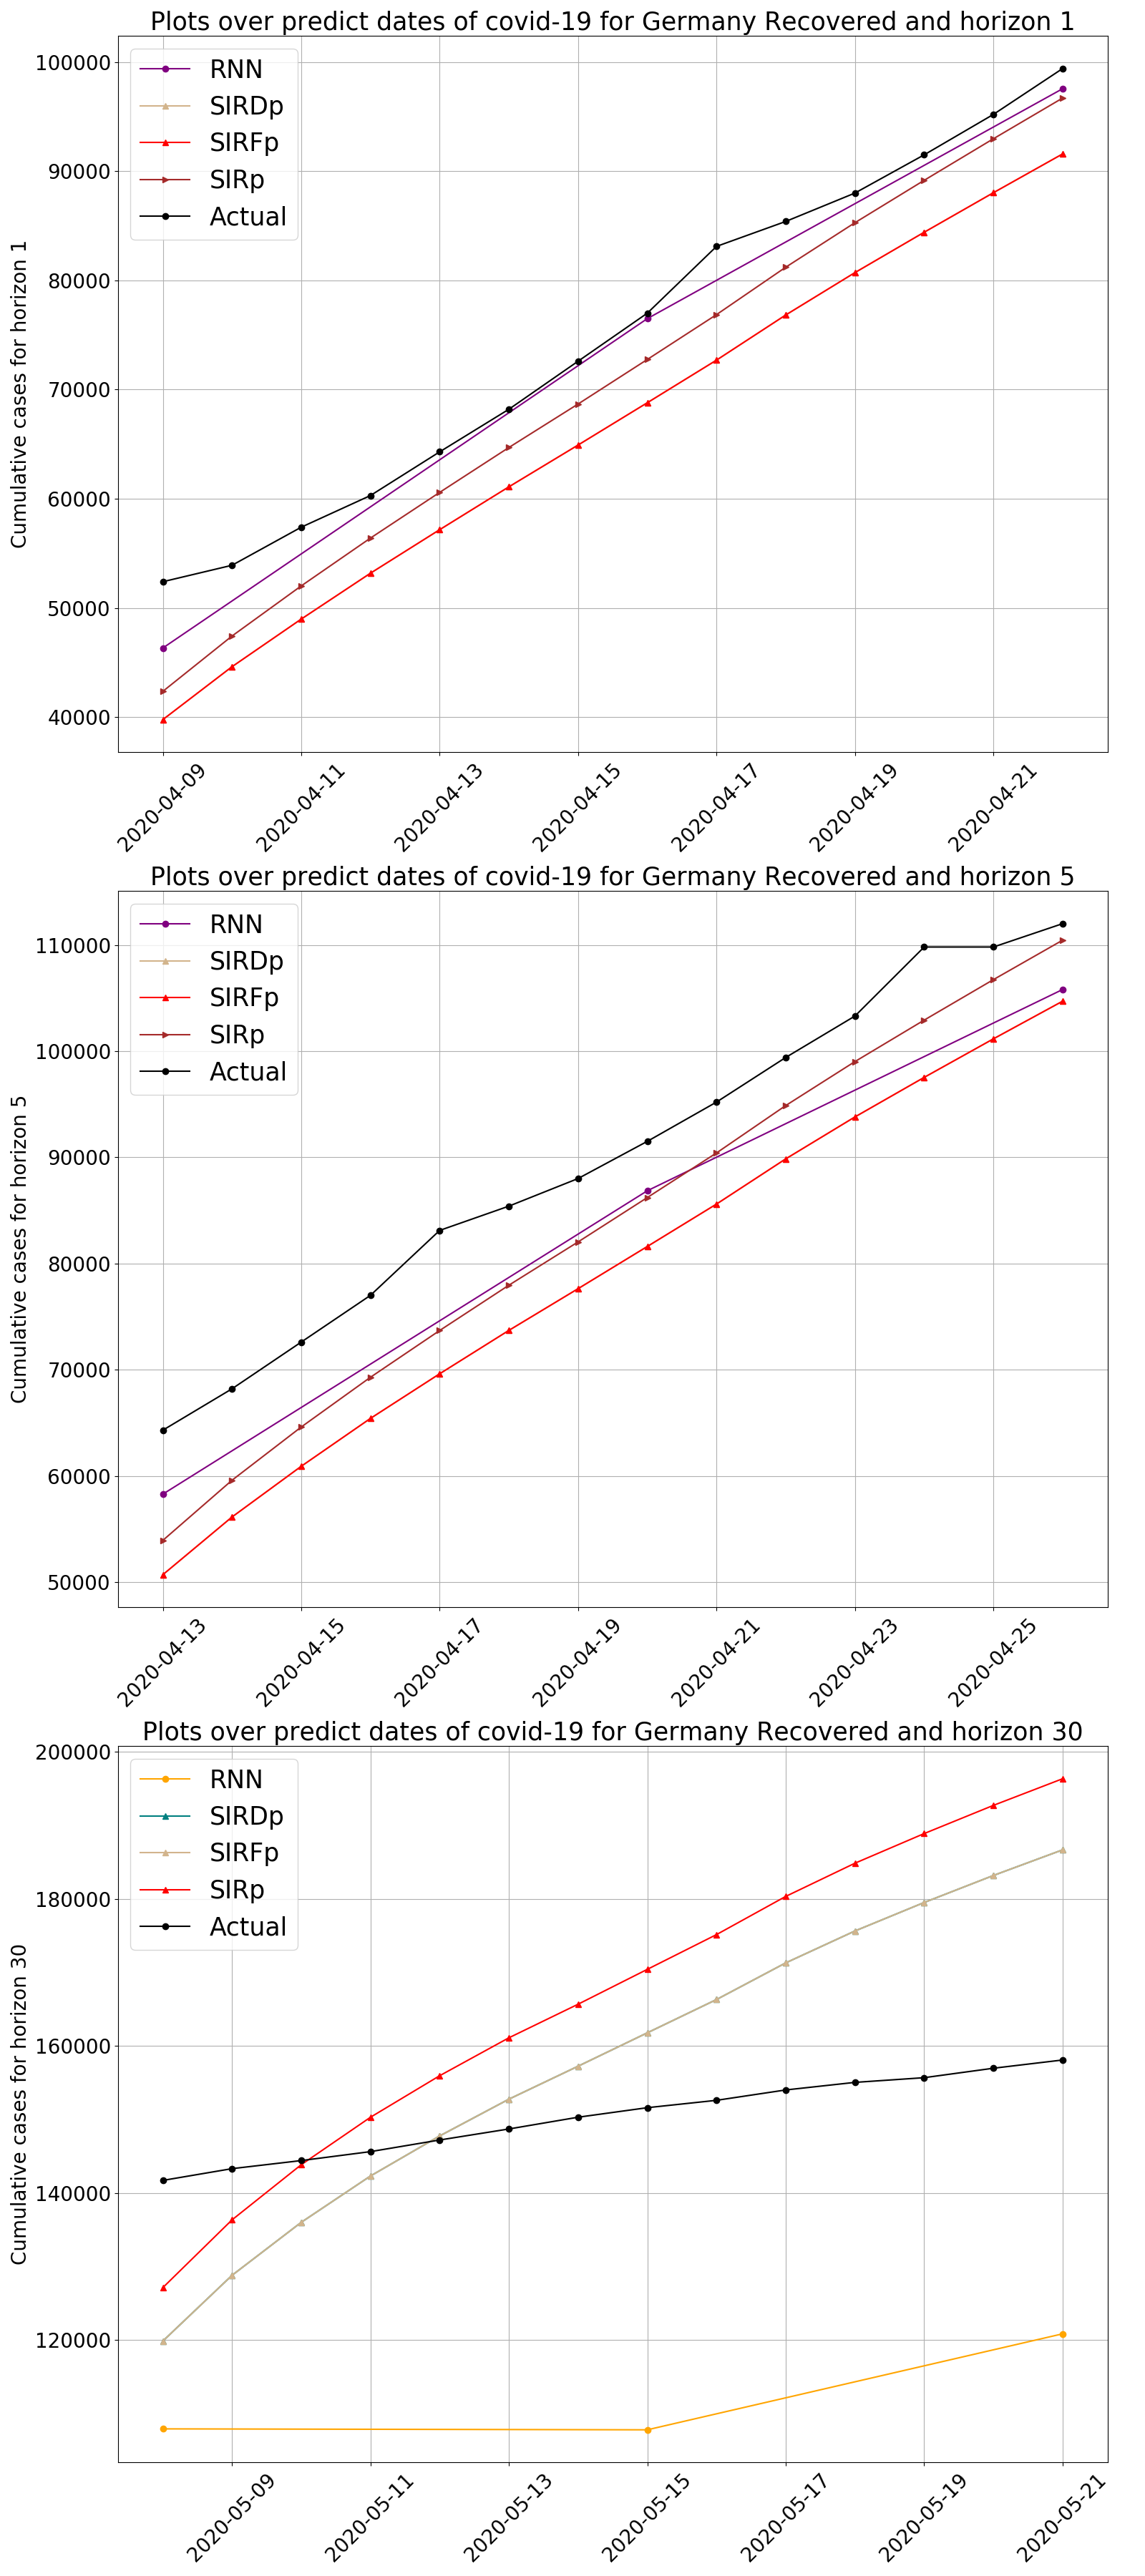 Plots over predict dates of covid-19 for Germany Recovered and horizon 1
100000
90000
80000
70000
60000
50000
40000
Cumulative cases for horizon 1
RNN
SIRDp
SIRFp
SIRp
Actual
2020-04-09
2020-04-11
2020-04-13
2020-04-15
2020-04-17
2020-04-19
2020-04-21
Plots over predict dates of covid-19 for Germany Recovered and horizon 5
110000
100000
90000
80000
70000
60000
50000
Cumulative cases for horizon 5
RNN
SIRDp
SIRFp
SIRp
Actual
2020-04-13
2020-04-15
2020-04-17
2020-04-19
2020-04-21
2020-04-23
2020-04-25
Plots over predict dates of covid-19 for Germany Recovered and horizon 30
200000
180000
160000
140000
120000
Cumulative cases for horizon 30
RNN
SIRDp
SIRFp
SIRp
Actual
2020-05-09
2020-05-11
2020-05-13
2020-05-15
2020-05-17
2020-05-19
2020-05-21